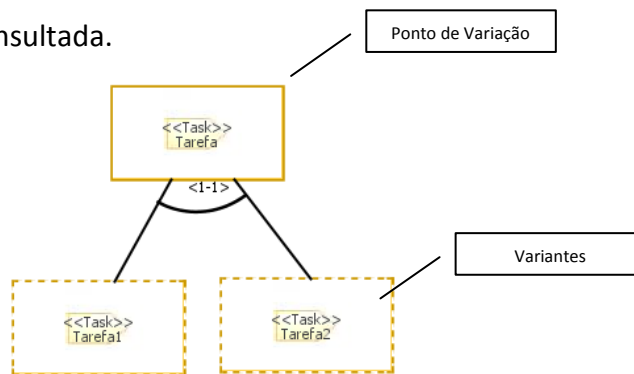 nsultada.
Ponto de Variação
<<Task>>
Tarefa
<1-1>
Variantes
<<Task>>
Tarefa1
<<Task>>
Tarefa2